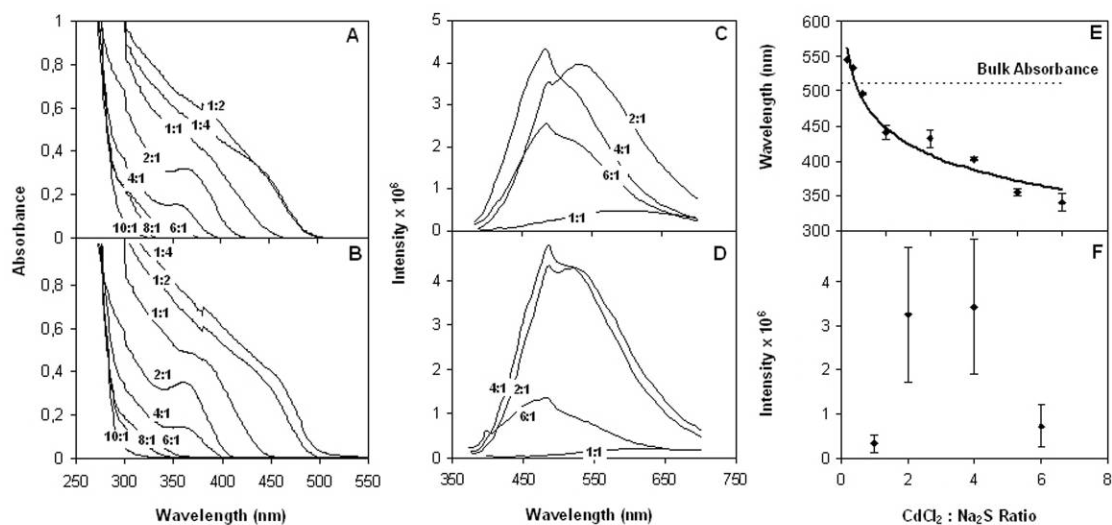 A
Absorbance
1
0,8
0,6
0,4
0,2
0
1:2
1:1
1:4
2:1
4:1
10:1 8:1 6:1
B
0,8
0,6
0,4
0,2
0
1:4
1:2
1:1
2:1
4:1
10:1 8:1 6:1
250 300 350 400 450 500 550
Wavelength (nm)
C
Intensity x 10⁶
5
4
3
2
1
0
2:1
4:1
6:1
1:1
D
Intensity x 10⁶
4
3
2
1
0
4:1 2:1
6:1
1:1
350 450 550 650 750
Wavelength (nm)
E
Wavelength (nm)
600
550
500
450
400
350
300
Bulk Absorbance
F
Intensity x 10⁶
4
3
2
1
0
0 2 4 6 8
CdCl₂ : Na₂S Ratio